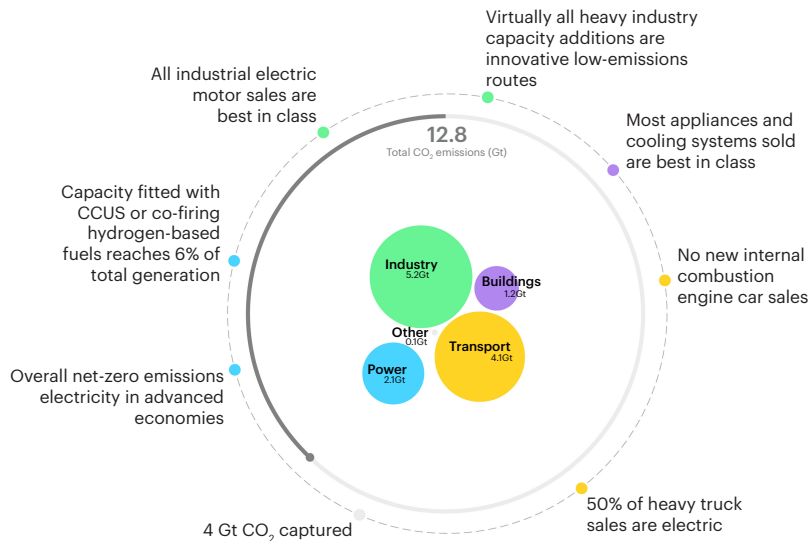 Virtually all heavy industry
capacity additions are
innovative low-emissions
routes
All industrial electric
motor sales are
best in class
12.8
Total CO₂ emissions (Gt)
Most appliances and
cooling systems sold
are best in class
Capacity fitted with
CCUS or co-firing
hydrogen-based
fuels reaches 6% of
total generation
Industry
5.2Gt
Buildings
1.2Gt
No new internal
combustion
engine car sales
Other
0.1Gt
Transport
4.1Gt
Power
2.1Gt
Overall net-zero emissions
electricity in advanced
economies
50% of heavy truck
sales are electric
4 Gt CO₂ captured